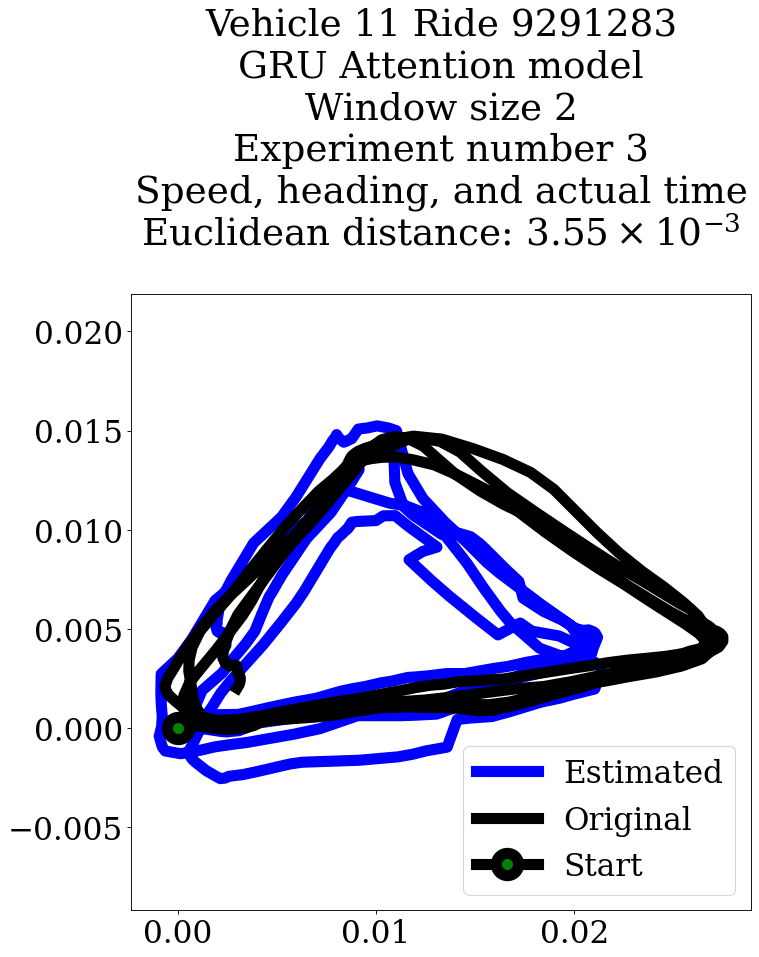 Vehicle 11 Ride 9291283
GRU Attention model
Window size 2
Experiment number 3
Speed, heading, and actual time
Euclidean distance: 3.55 × 10⁻³
0.020
0.015
0.010
0.005
0.000
−0.005
0.00 0.01 0.02
Estimated
Original
Start